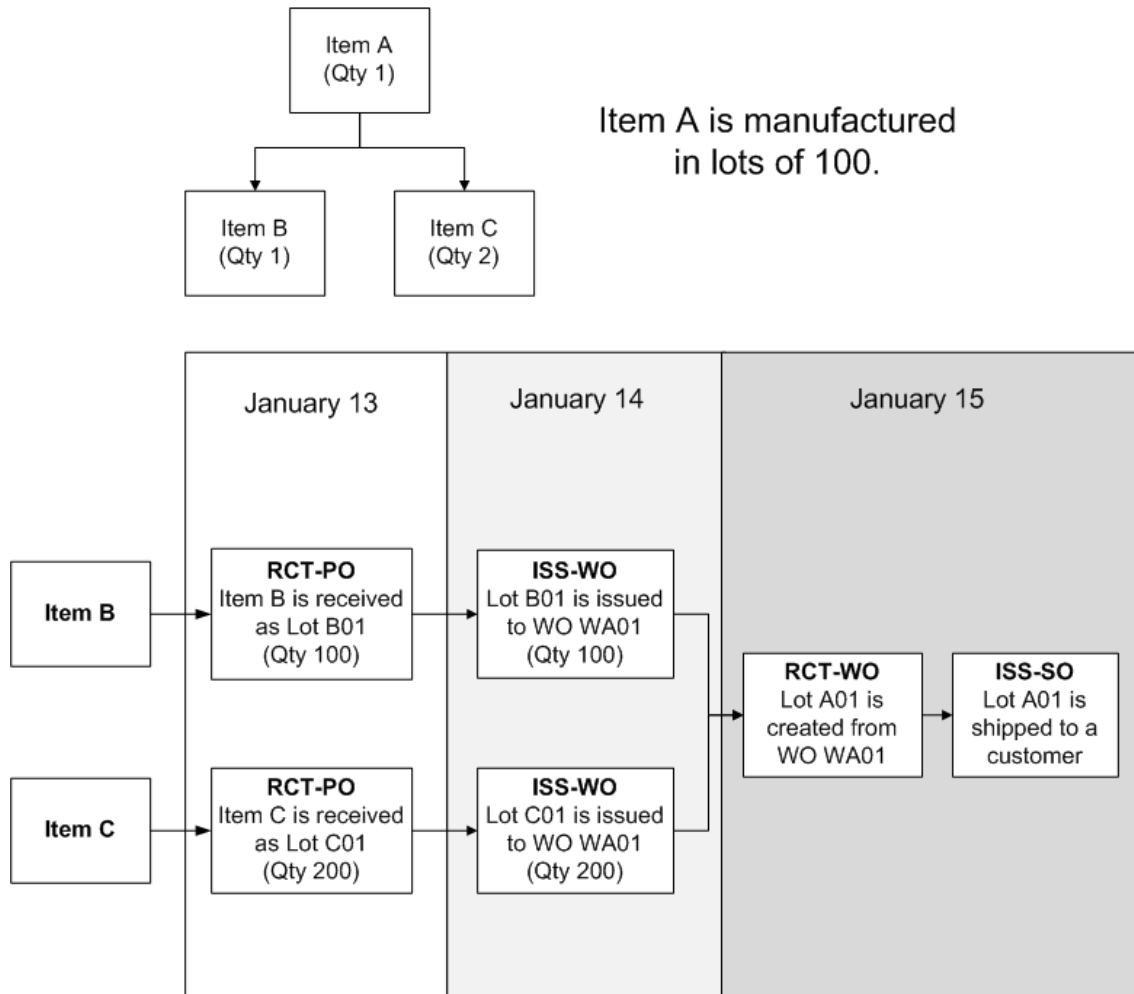 Item A
(Qty 1)
Item A is manufactured
in lots of 100.
Item B
(Qty 1)
Item C
(Qty 2)
January 13
January 14
January 15
Item B
RCT-PO
Item B is received
as Lot B01
(Qty 100)
ISS-WO
Lot B01 is issued
to WO WA01
(Qty 100)
RCT-WO
Lot A01 is
created from
WO WA01
ISS-SO
Lot A01 is
shipped to a
customer
Item C
RCT-PO
Item C is received
as Lot C01
(Qty 200)
ISS-WO
Lot C01 is issued
to WO WA01
(Qty 200)